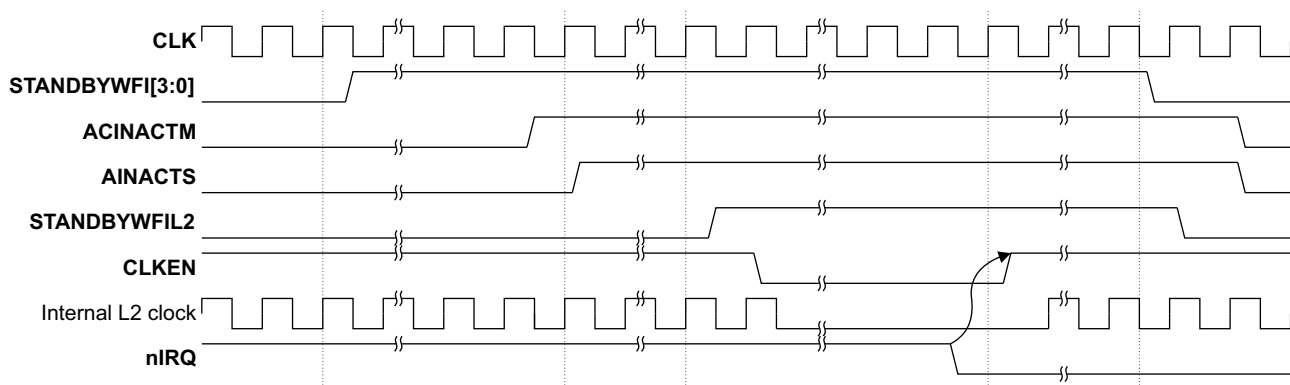 CLK
STANDBYWFI[3:0]
ACINACTM
AINACTS
STANDBYWFIL2
CLKEN
Internal L2 clock
nIRQ